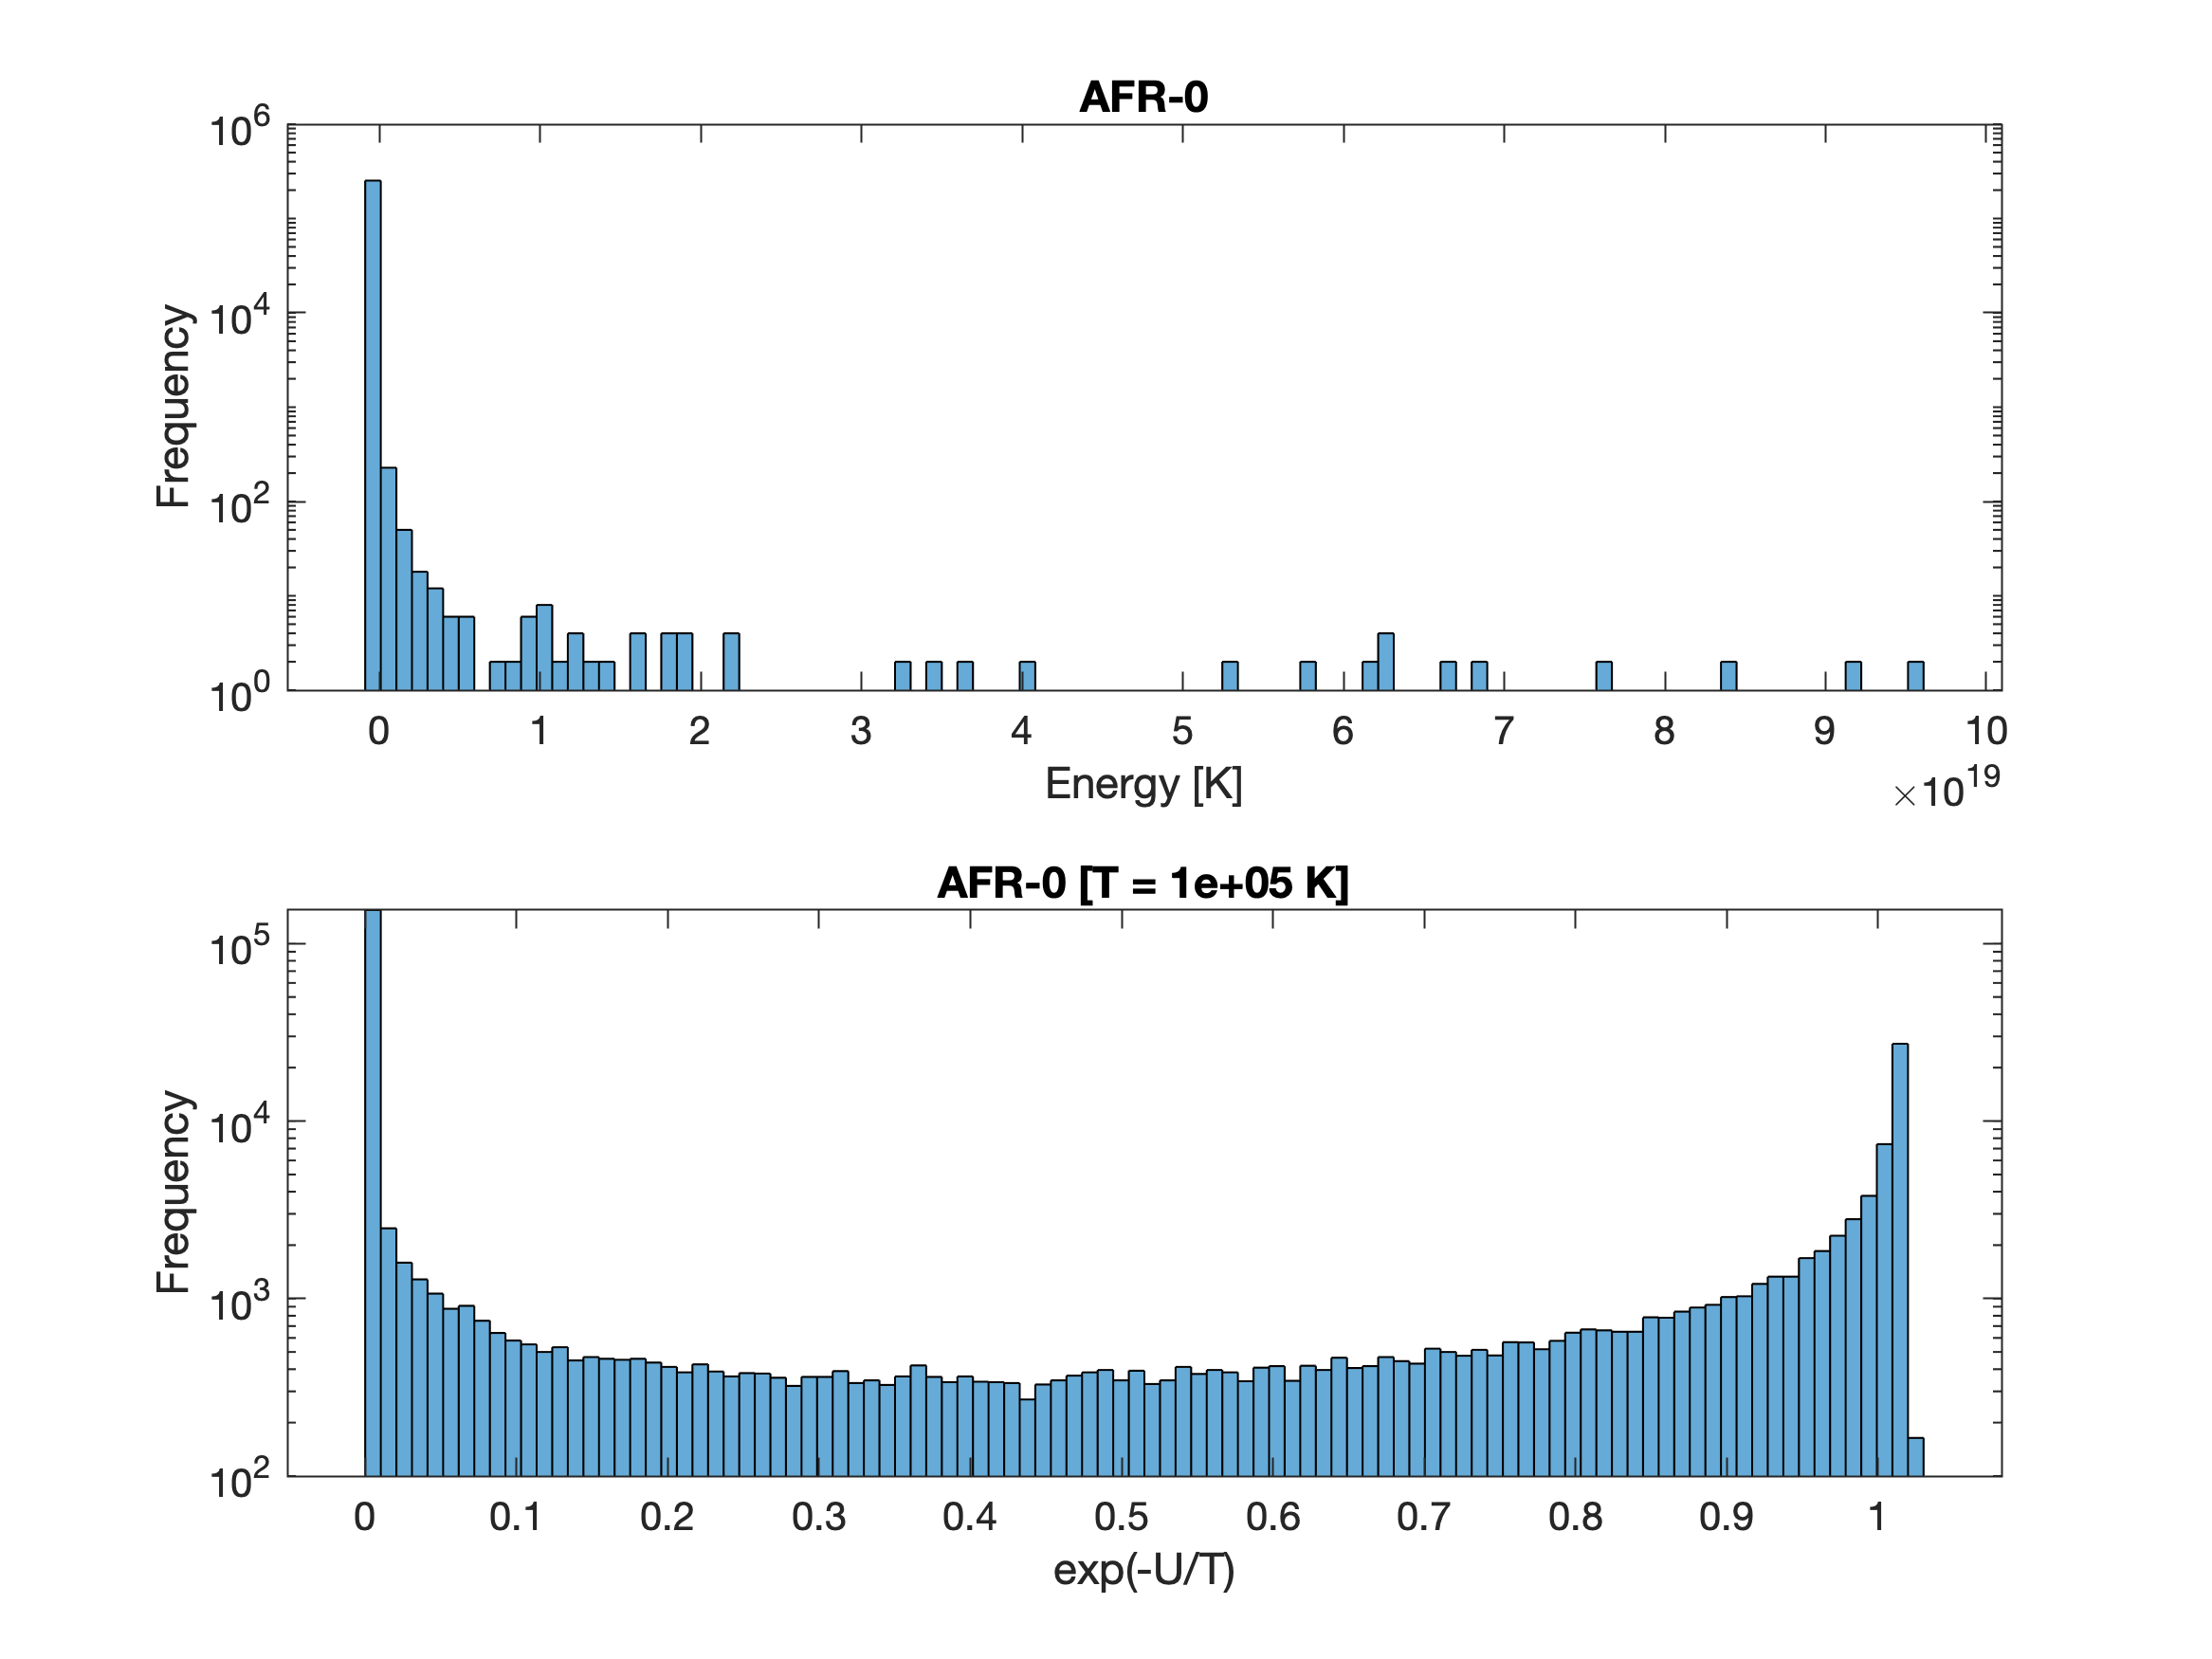 AFR-0
10^6
10^4
10^2
10^0
Frequency
0 1 2 3 4 5 6 7 8 9 10
Energy [K]
×10^19
AFR-0 [T = 1e+05 K]
10^5
10^4
10^3
10^2
Frequency
0 0.1 0.2 0.3 0.4 0.5 0.6 0.7 0.8 0.9 1
exp(-U/T)